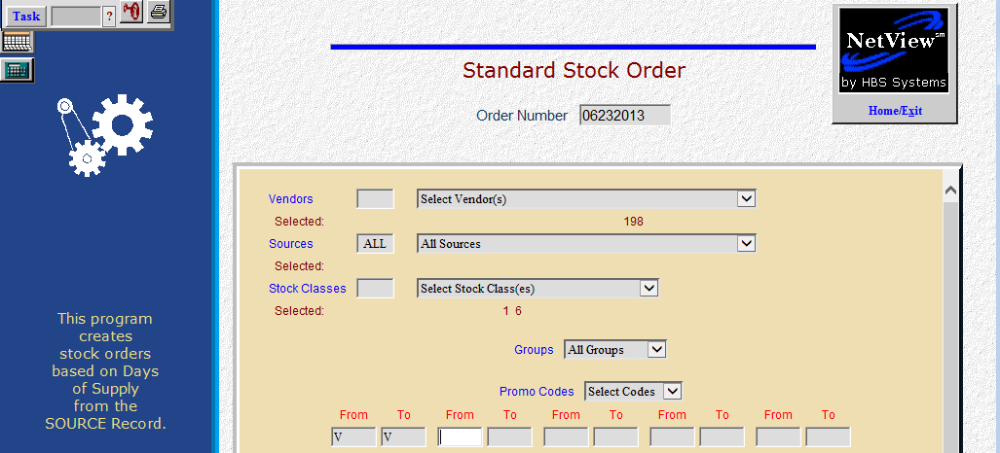 Task ?
NetView℠
by HBS Systems
Home/Exit
Standard Stock Order
Order Number 06232013
Vendors Select Vendor(s)
Selected: 198
Sources ALL All Sources
Selected:
Stock Classes Select Stock Class(es)
Selected: 1 6
Groups All Groups
Promo Codes Select Codes
From To From To From To From To From To
V V
This program
creates
stock orders
based on Days
of Supply
from the
SOURCE Record.